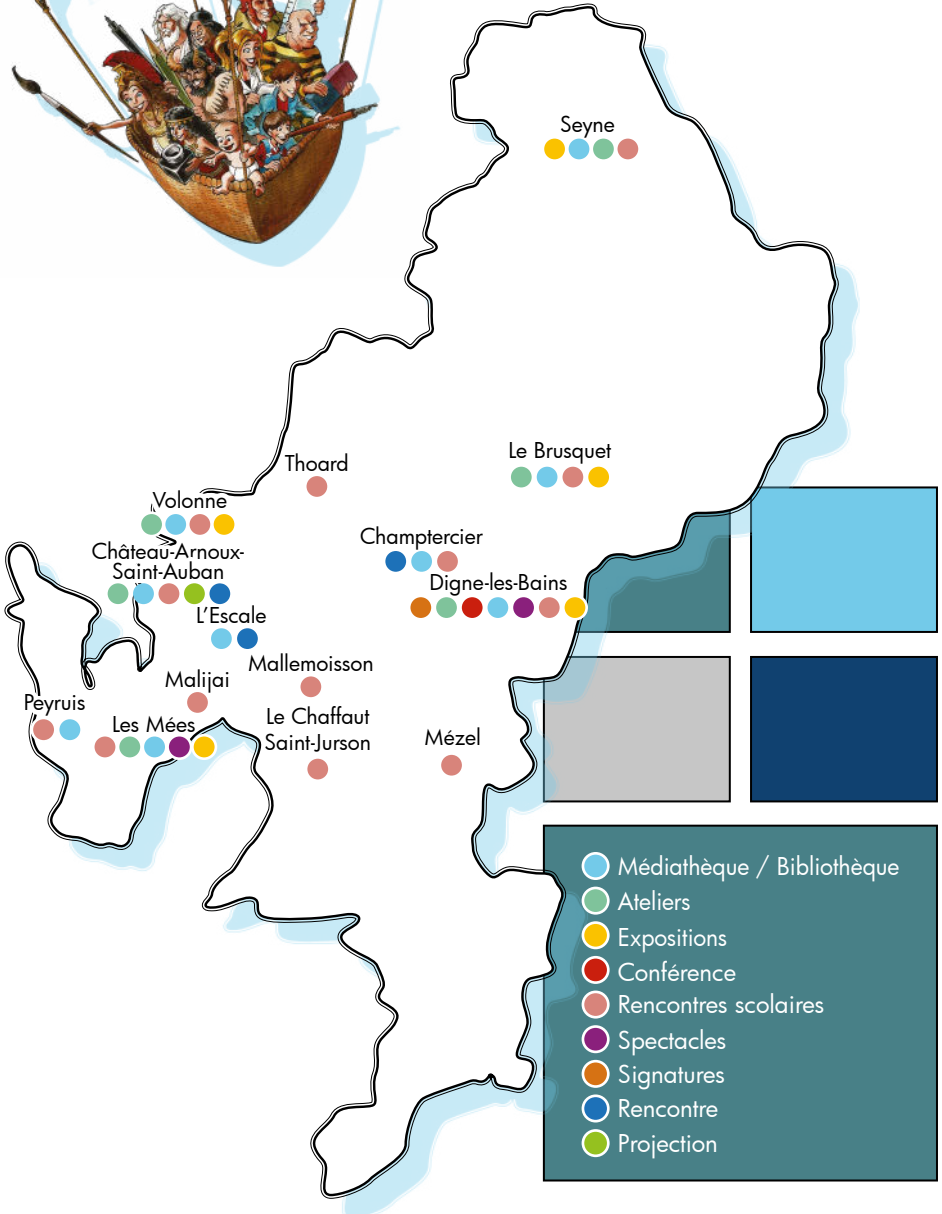 Seyne
Le Brusquet
Thoard
Volonne
Champtercier
Château-Arnoux-
Saint-Auban
Digne-les-Bains
L'Escale
Mallemoisson
Malijai
Peyruis
Les Mées
Le Chaffaut
Saint-Jurson
Mézel
Médiathèque / Bibliothèque
Ateliers
Expositions
Conférence
Rencontres scolaires
Spectacles
Signatures
Rencontre
Projection